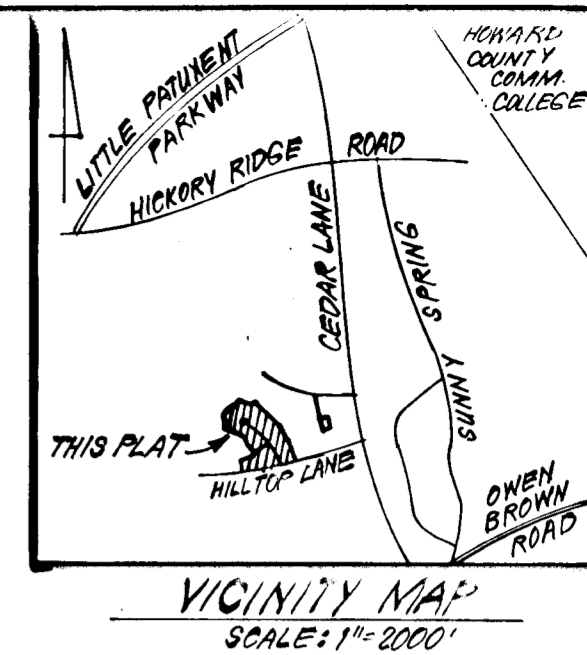 HOWARD
COUNTY
COMM.
COLLEGE
LITTLE PATUXENT
PARKWAY
HICKORY RIDGE ROAD
CEDAR LANE
SUNNY SPRING
THIS PLAT
HILLTOP LANE
OWEN
BROWN
ROAD
VICINITY MAP
SCALE: 1"=2000'